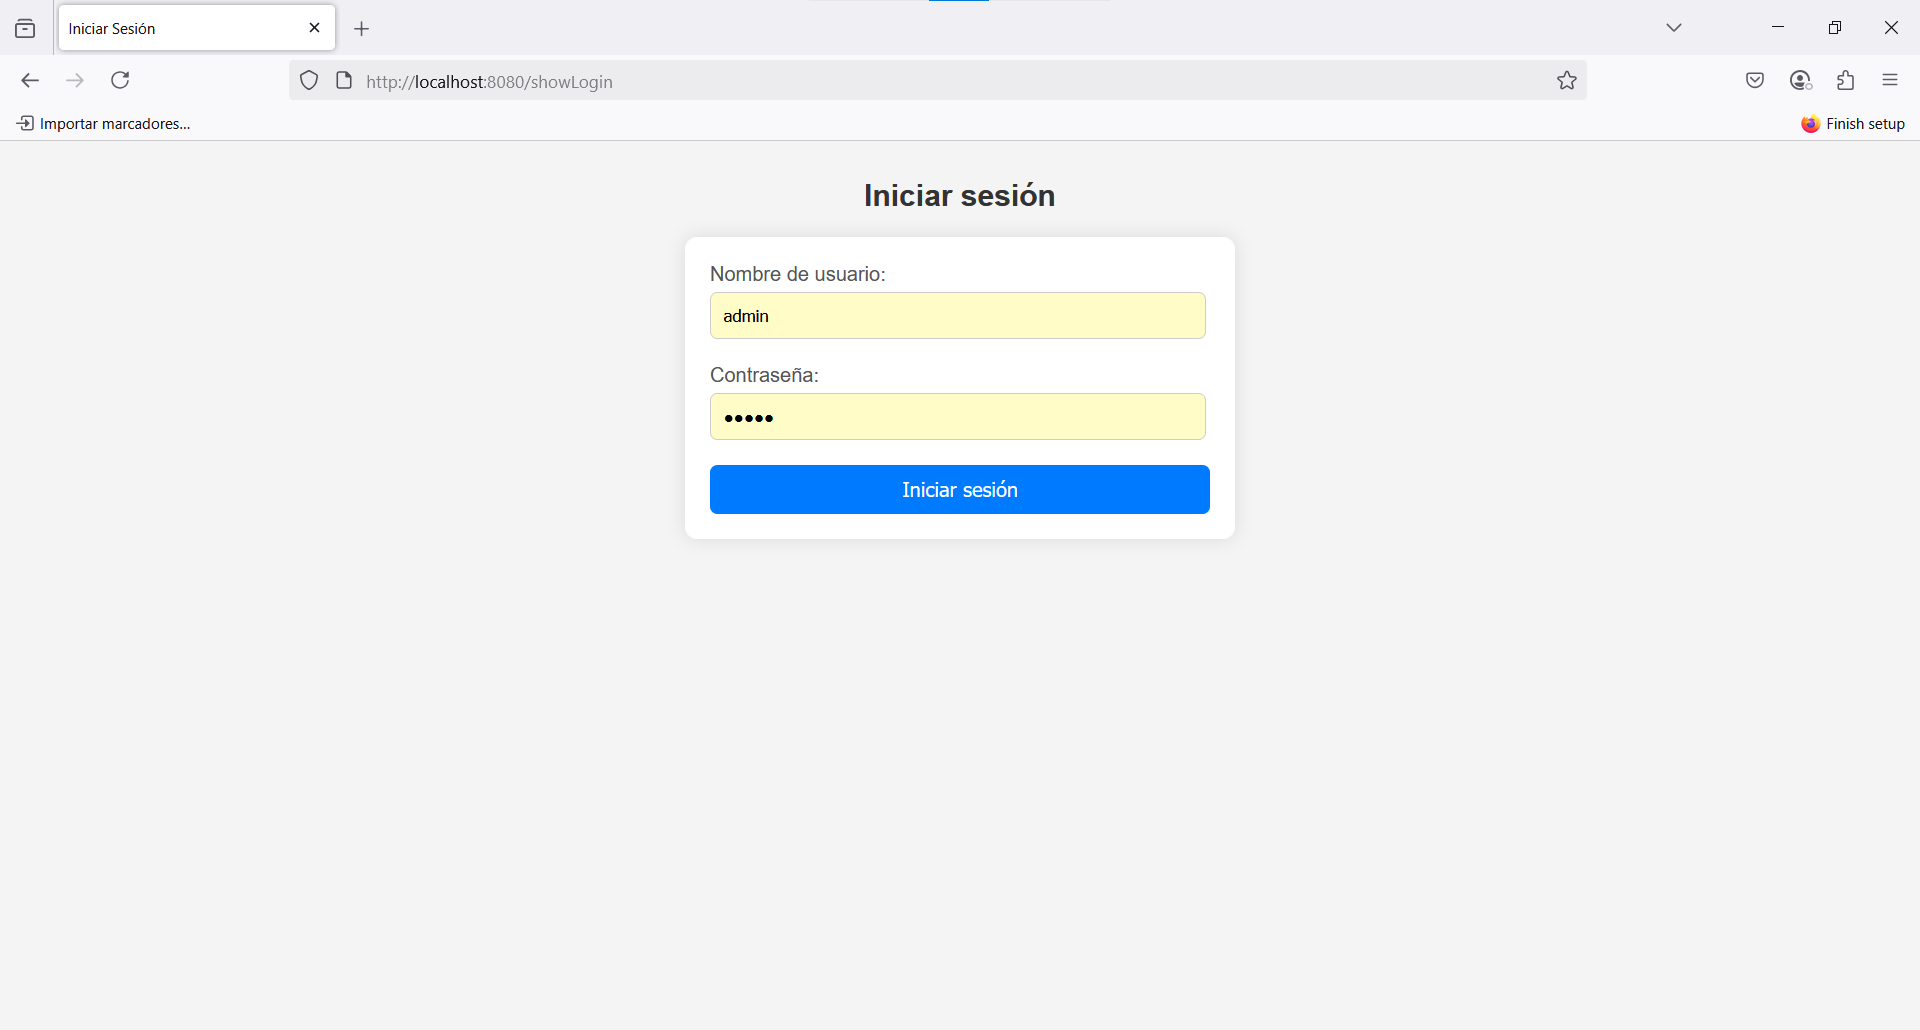 Iniciar Sesión
http://localhost:8080/showLogin
Importar marcadores...
Finish setup
Iniciar sesión
Nombre de usuario:
admin
Contraseña:
•••••
Iniciar sesión